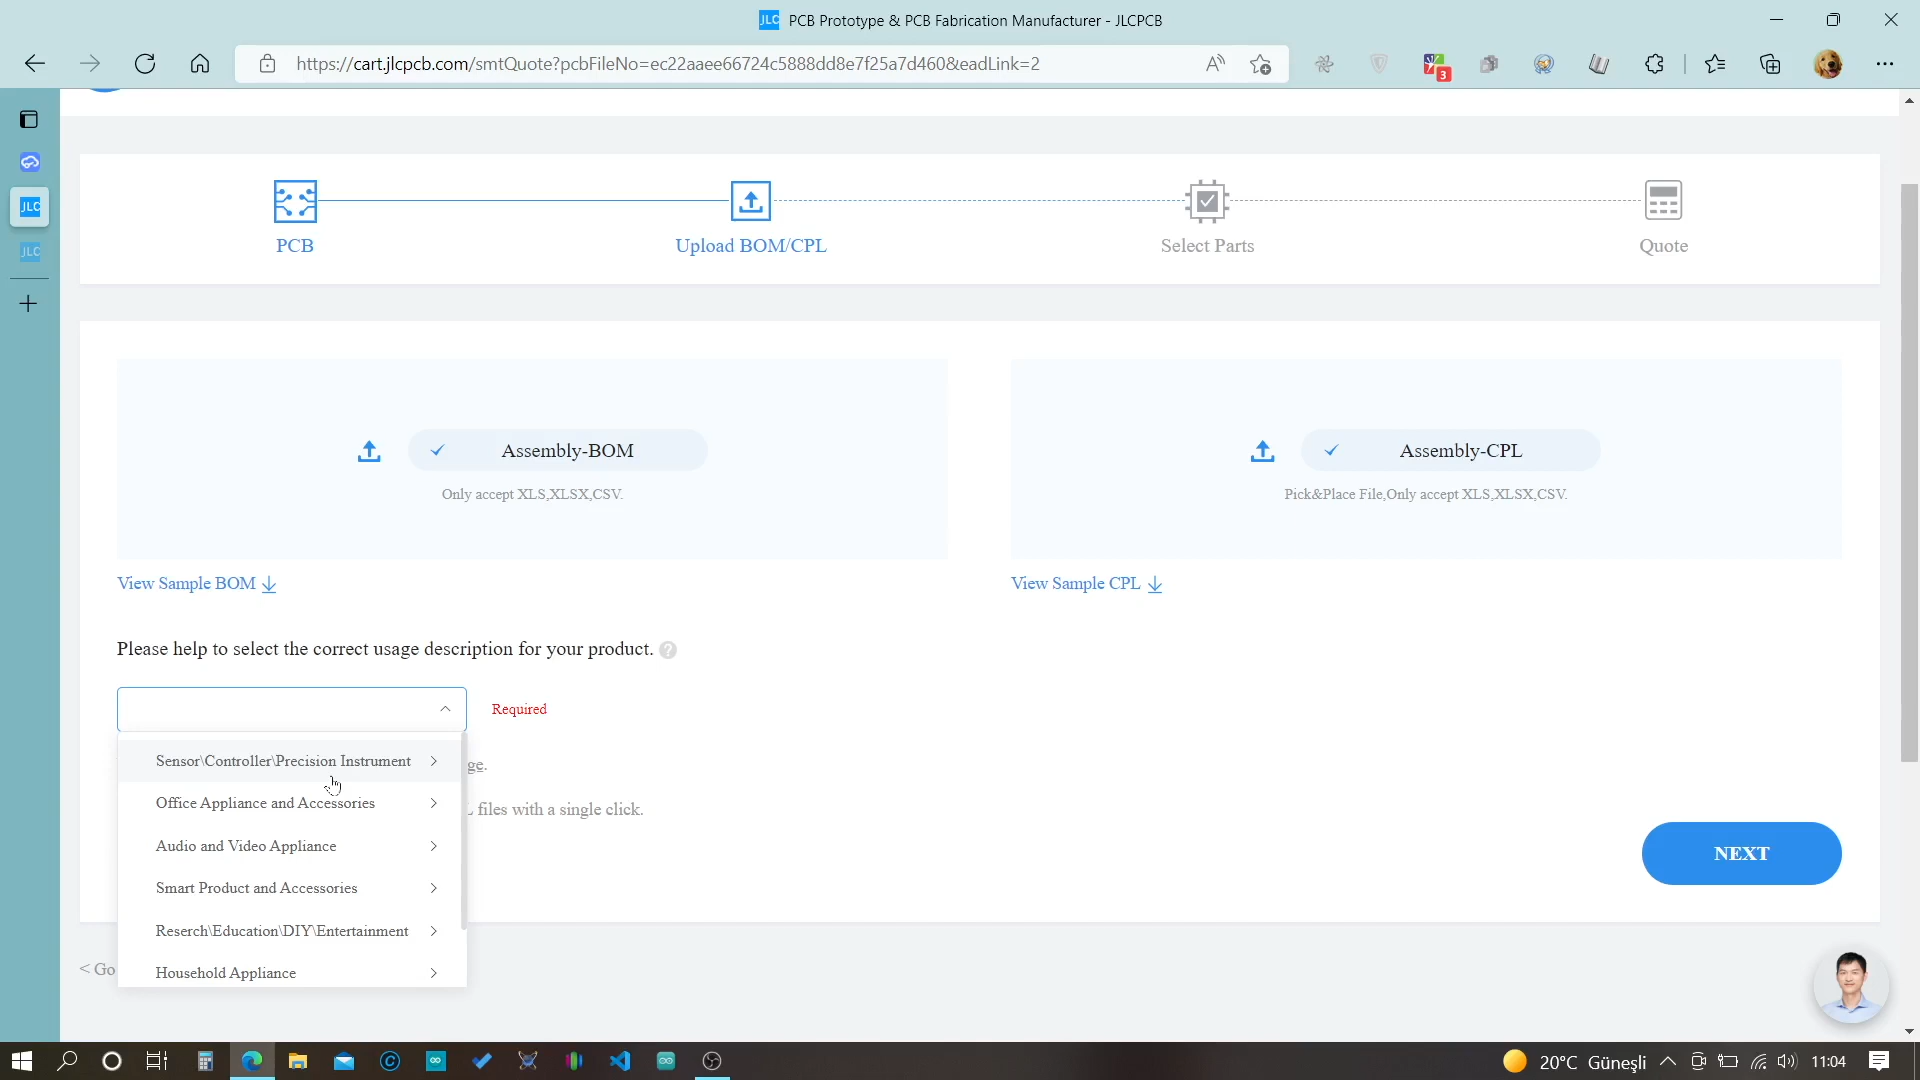 JLC PCB Prototype & PCB Fabrication Manufacturer - JLCPCB
https://cart.jlcpcb.com/smtQuote?pcbFileNo=ec22aaee66724c5888dd8e7f25a7d460&eadLink=2
3
JLC
JLC
PCB
Upload BOM/CPL
Select Parts
Quote
Assembly-BOM
Only accept XLS,XLSX,CSV.
Assembly-CPL
Pick&Place File,Only accept XLS,XLSX,CSV.
View Sample BOM
View Sample CPL
Please help to select the correct usage description for your product. ?
Required
Sensor\Controller\Precision Instrument
ge.
Office Appliance and Accessories
files with a single click.
Audio and Video Appliance
NEXT
Smart Product and Accessories
Reserch\Education\DIY\Entertainment
Household Appliance
< Go
20°C Güneşli
11:04